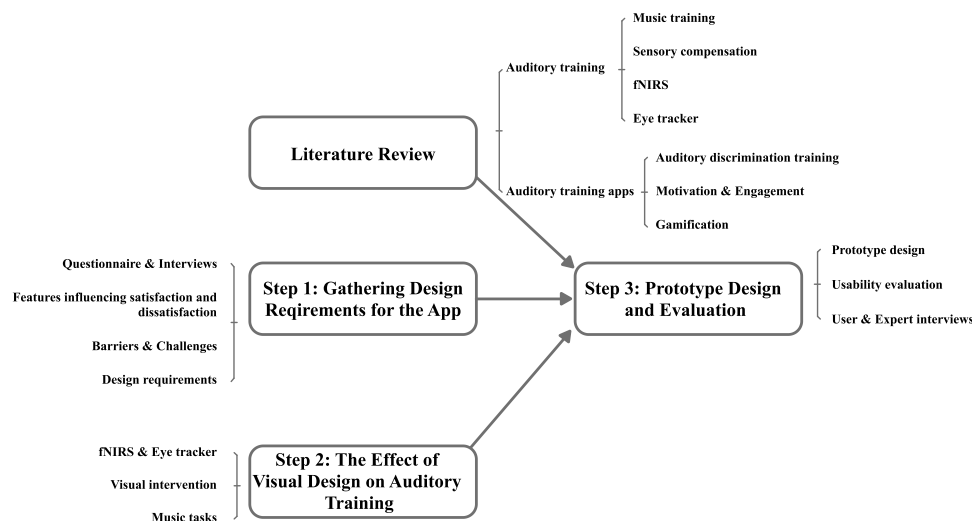 Music training
Sensory compensation
Auditory training
fNIRS
Eye tracker
Literature Review
Auditory discrimination training
Auditory training apps
Motivation & Engagement
Gamification
Questionnaire & Interviews
Features influencing satisfaction and
dissatisfaction
Barriers & Challenges
Design requirements
Step 1: Gathering Design
Reqirements for the App
Step 3: Prototype Design
and Evaluation
Prototype design
Usability evaluation
User & Expert interviews
fNIRS & Eye tracker
Visual intervention
Music tasks
Step 2: The Effect of
Visual Design on Auditory
Training